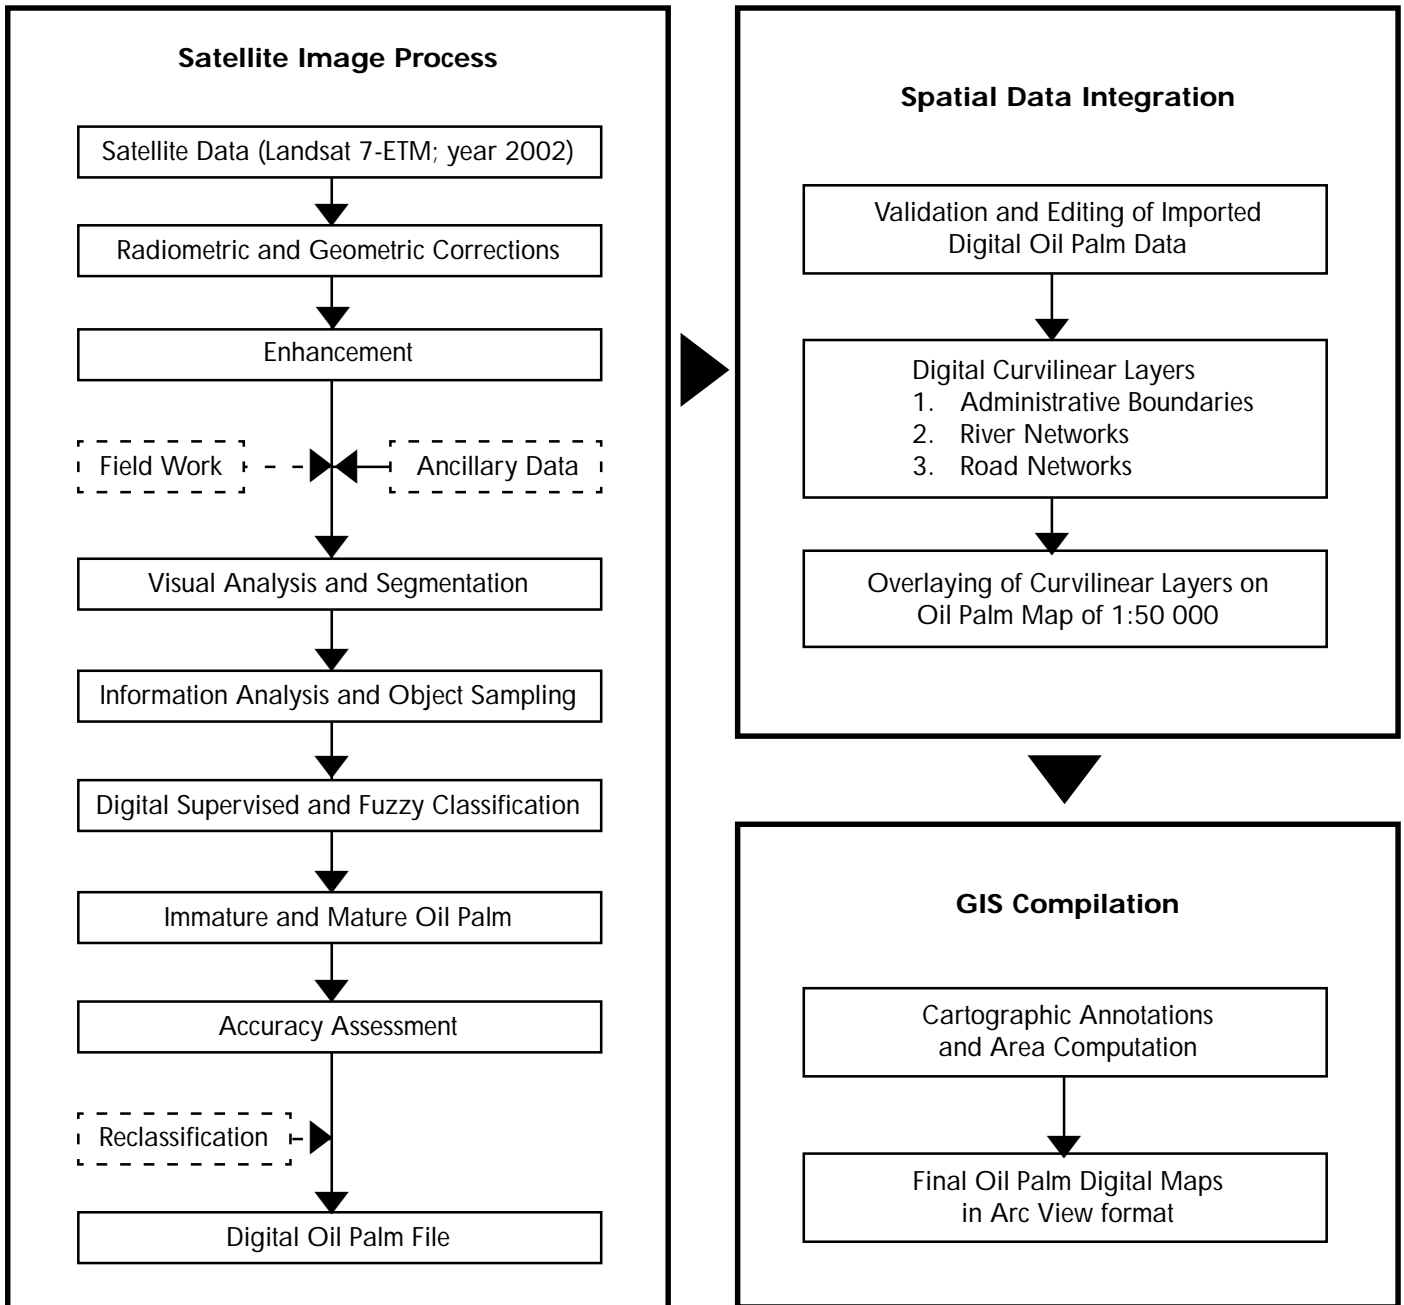 Satellite Image Process
Satellite Data (Landsat 7-ETM; year 2002)
Radiometric and Geometric Corrections
Enhancement
Field Work
Ancillary Data
Visual Analysis and Segmentation
Information Analysis and Object Sampling
Digital Supervised and Fuzzy Classification
Immature and Mature Oil Palm
Accuracy Assessment
Reclassification
Digital Oil Palm File
Spatial Data Integration
Validation and Editing of Imported
Digital Oil Palm Data
Digital Curvilinear Layers
1. Administrative Boundaries
2. River Networks
3. Road Networks
Overlaying of Curvilinear Layers on
Oil Palm Map of 1:50 000
GIS Compilation
Cartographic Annotations
and Area Computation
Final Oil Palm Digital Maps
in Arc View format